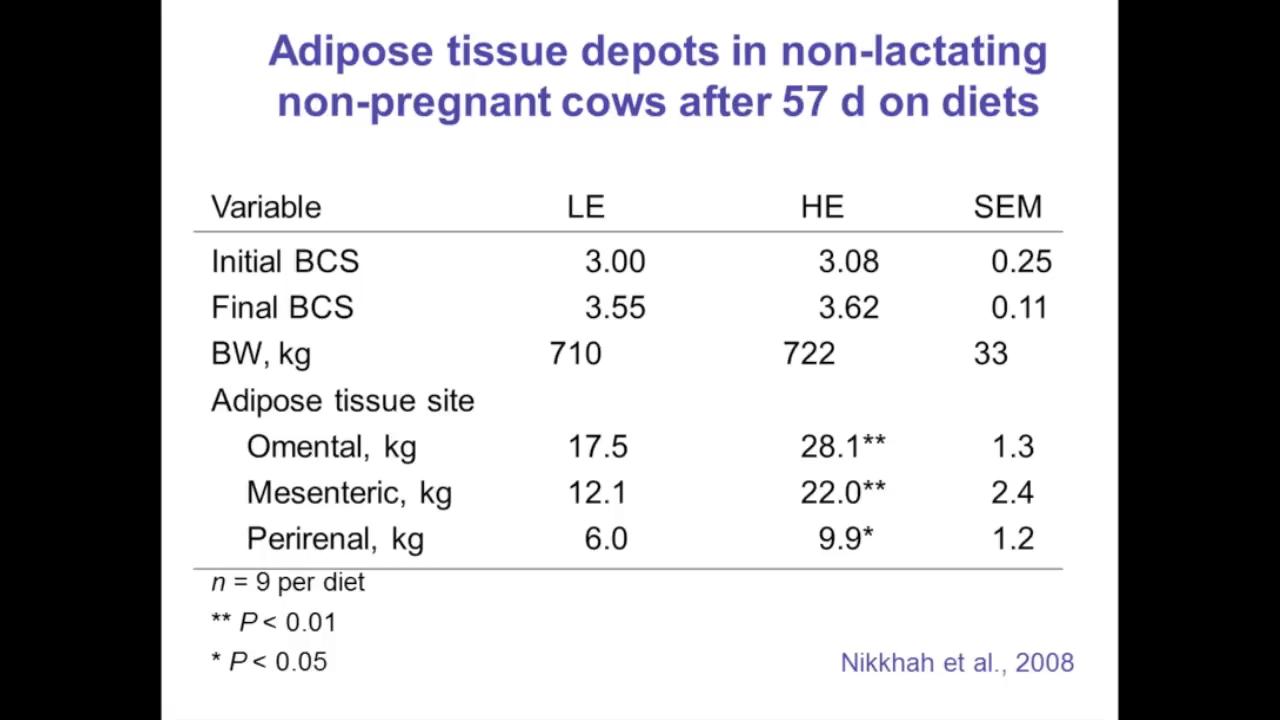 Adipose tissue depots in non-lactating
non-pregnant cows after 57 d on diets
Variable LE HE SEM
Initial BCS 3.00 3.08 0.25
Final BCS 3.55 3.62 0.11
BW, kg 710 722 33
Adipose tissue site
Omental, kg 17.5 28.1** 1.3
Mesenteric, kg 12.1 22.0** 2.4
Perirenal, kg 6.0 9.9* 1.2
n = 9 per diet
** P < 0.01
* P < 0.05
Nikkhah et al., 2008